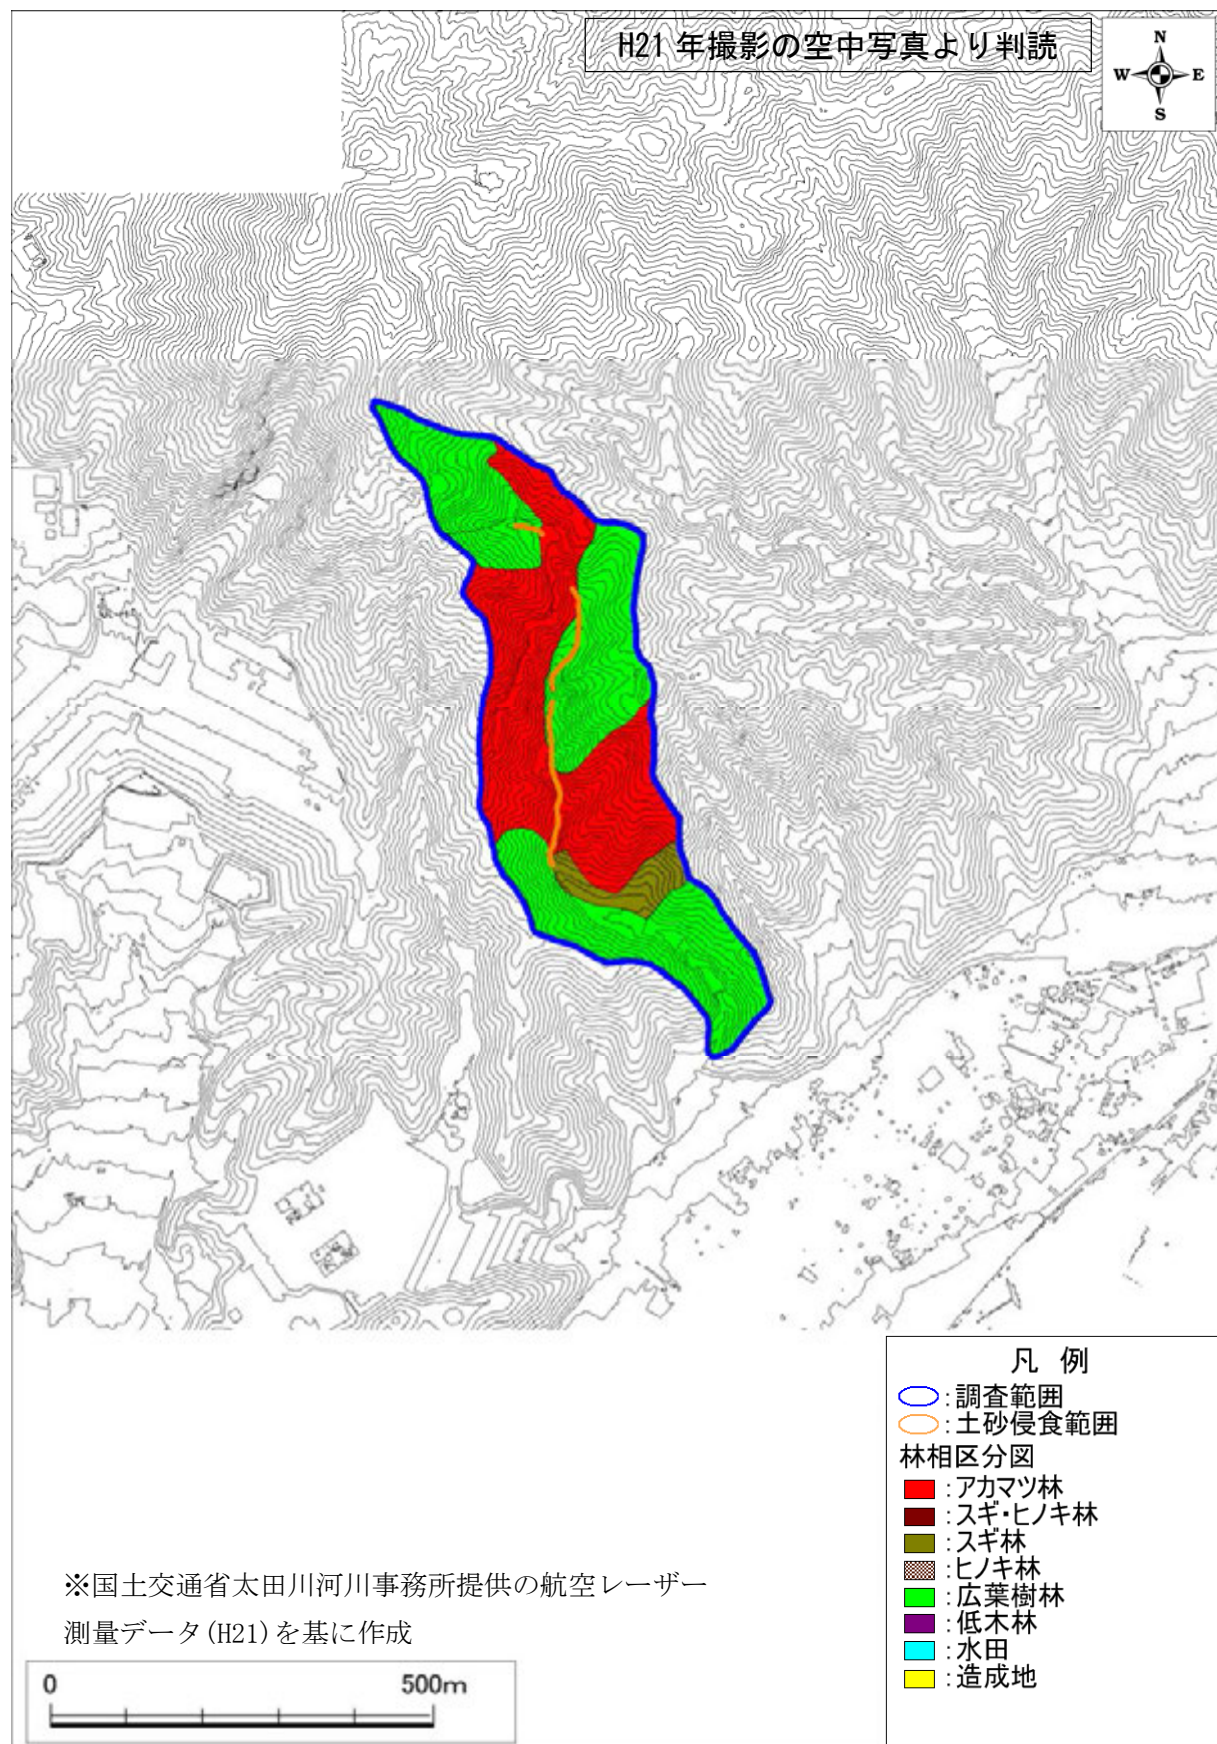 H21 年撮影の空中写真より判読
N
W E
S
凡 例
:調査範囲
:土砂侵食範囲
林相区分図
:アカマツ林
:スギ・ヒノキ林
:スギ林
:ヒノキ林
:広葉樹林
:低木林
:水田
:造成地
※国土交通省太田川河川事務所提供の航空レーザー
測量データ(H21)を基に作成
0 500m